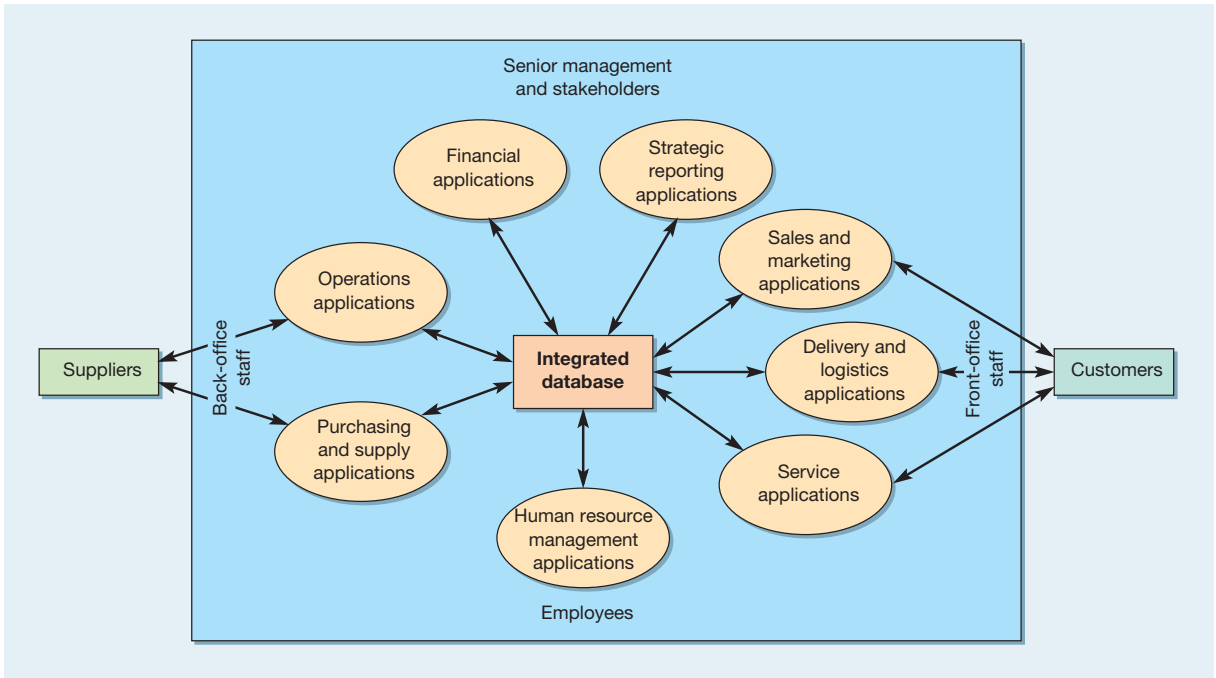 Senior management
and stakeholders
Financial
applications
Strategic
reporting
applications
Sales and
marketing
applications
Operations
applications
Suppliers
Back-office
staff
Integrated
database
Delivery and
logistics
applications
Front-office
staff
Customers
Purchasing
and supply
applications
Service
applications
Human resource
management
applications
Employees